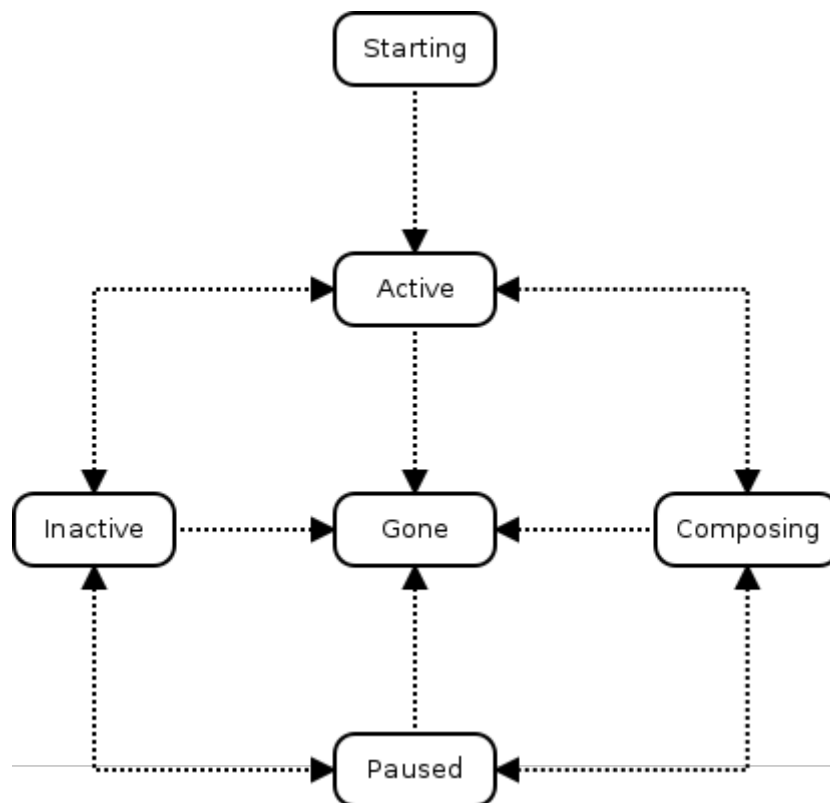 Starting
Active
Inactive
Gone
Composing
Paused